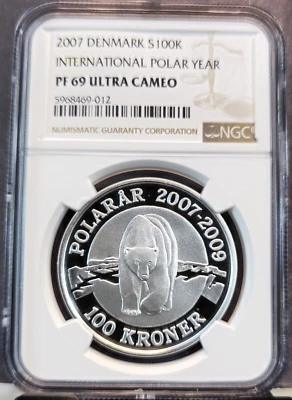 2007 DENMARK S100K
INTERNATIONAL POLAR YEAR
PF 69 ULTRA CAMEO
5968469-012
NUMISMATIC GUARANTY CORPORATION
NGC
POLARÅR 2007-2009
100 KRONER